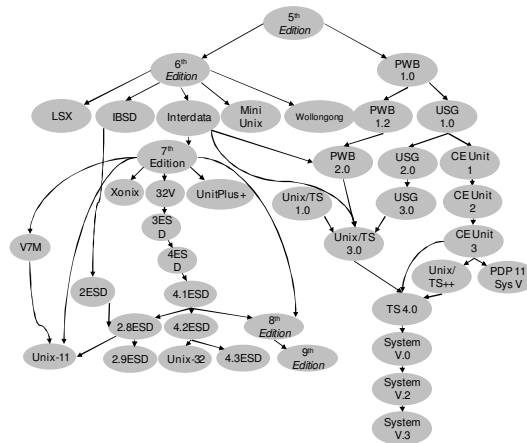 5th
Edition
6th
Edition
PWB
1.0
LSX
IBSD
Interdata
Mini
Unix
Wollongong
PWB
1.2
USG
1.0
7th
Edition
PWB
2.0
USG
2.0
CE Unit
1
Xonix
32V
UnitPlus+
Unix/TS
1.0
USG
3.0
CE Unit
2
V7M
3ES
D
Unix/TS
3.0
CE Unit
3
4ES
D
Unix/
TS++
PDP 11
Sys V
2ESD
4.1ESD
TS 4.0
2.8ESD
4.2ESD
8th
Edition
Unix-11
2.9ESD
Unix-32
4.3ESD
9th
Edition
System
V.0
System
V.2
System
V.3